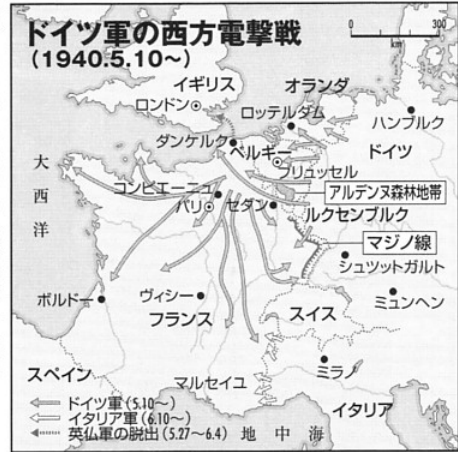 ドイツ軍の西方電撃戦
(1940.5.10～)
0 300
km
イギリス
ロンドン
オランダ
ロッテルダム
ハンブルク
ダンケルク
ベルギー
ドイツ
ブリュッセル
大西洋
コンピエーニュ
アルデンヌ森林地帯
パリ
セダン
ルクセンブルク
マジノ線
シュツットガルト
ボルドー
ヴィシー
ミュンヘン
フランス
スイス
ミラノ
スペイン
マルセイユ
イタリア
ドイツ軍(5.10～)
イタリア軍(6.10～)
英仏軍の脱出(5.27～6.4)
地中海